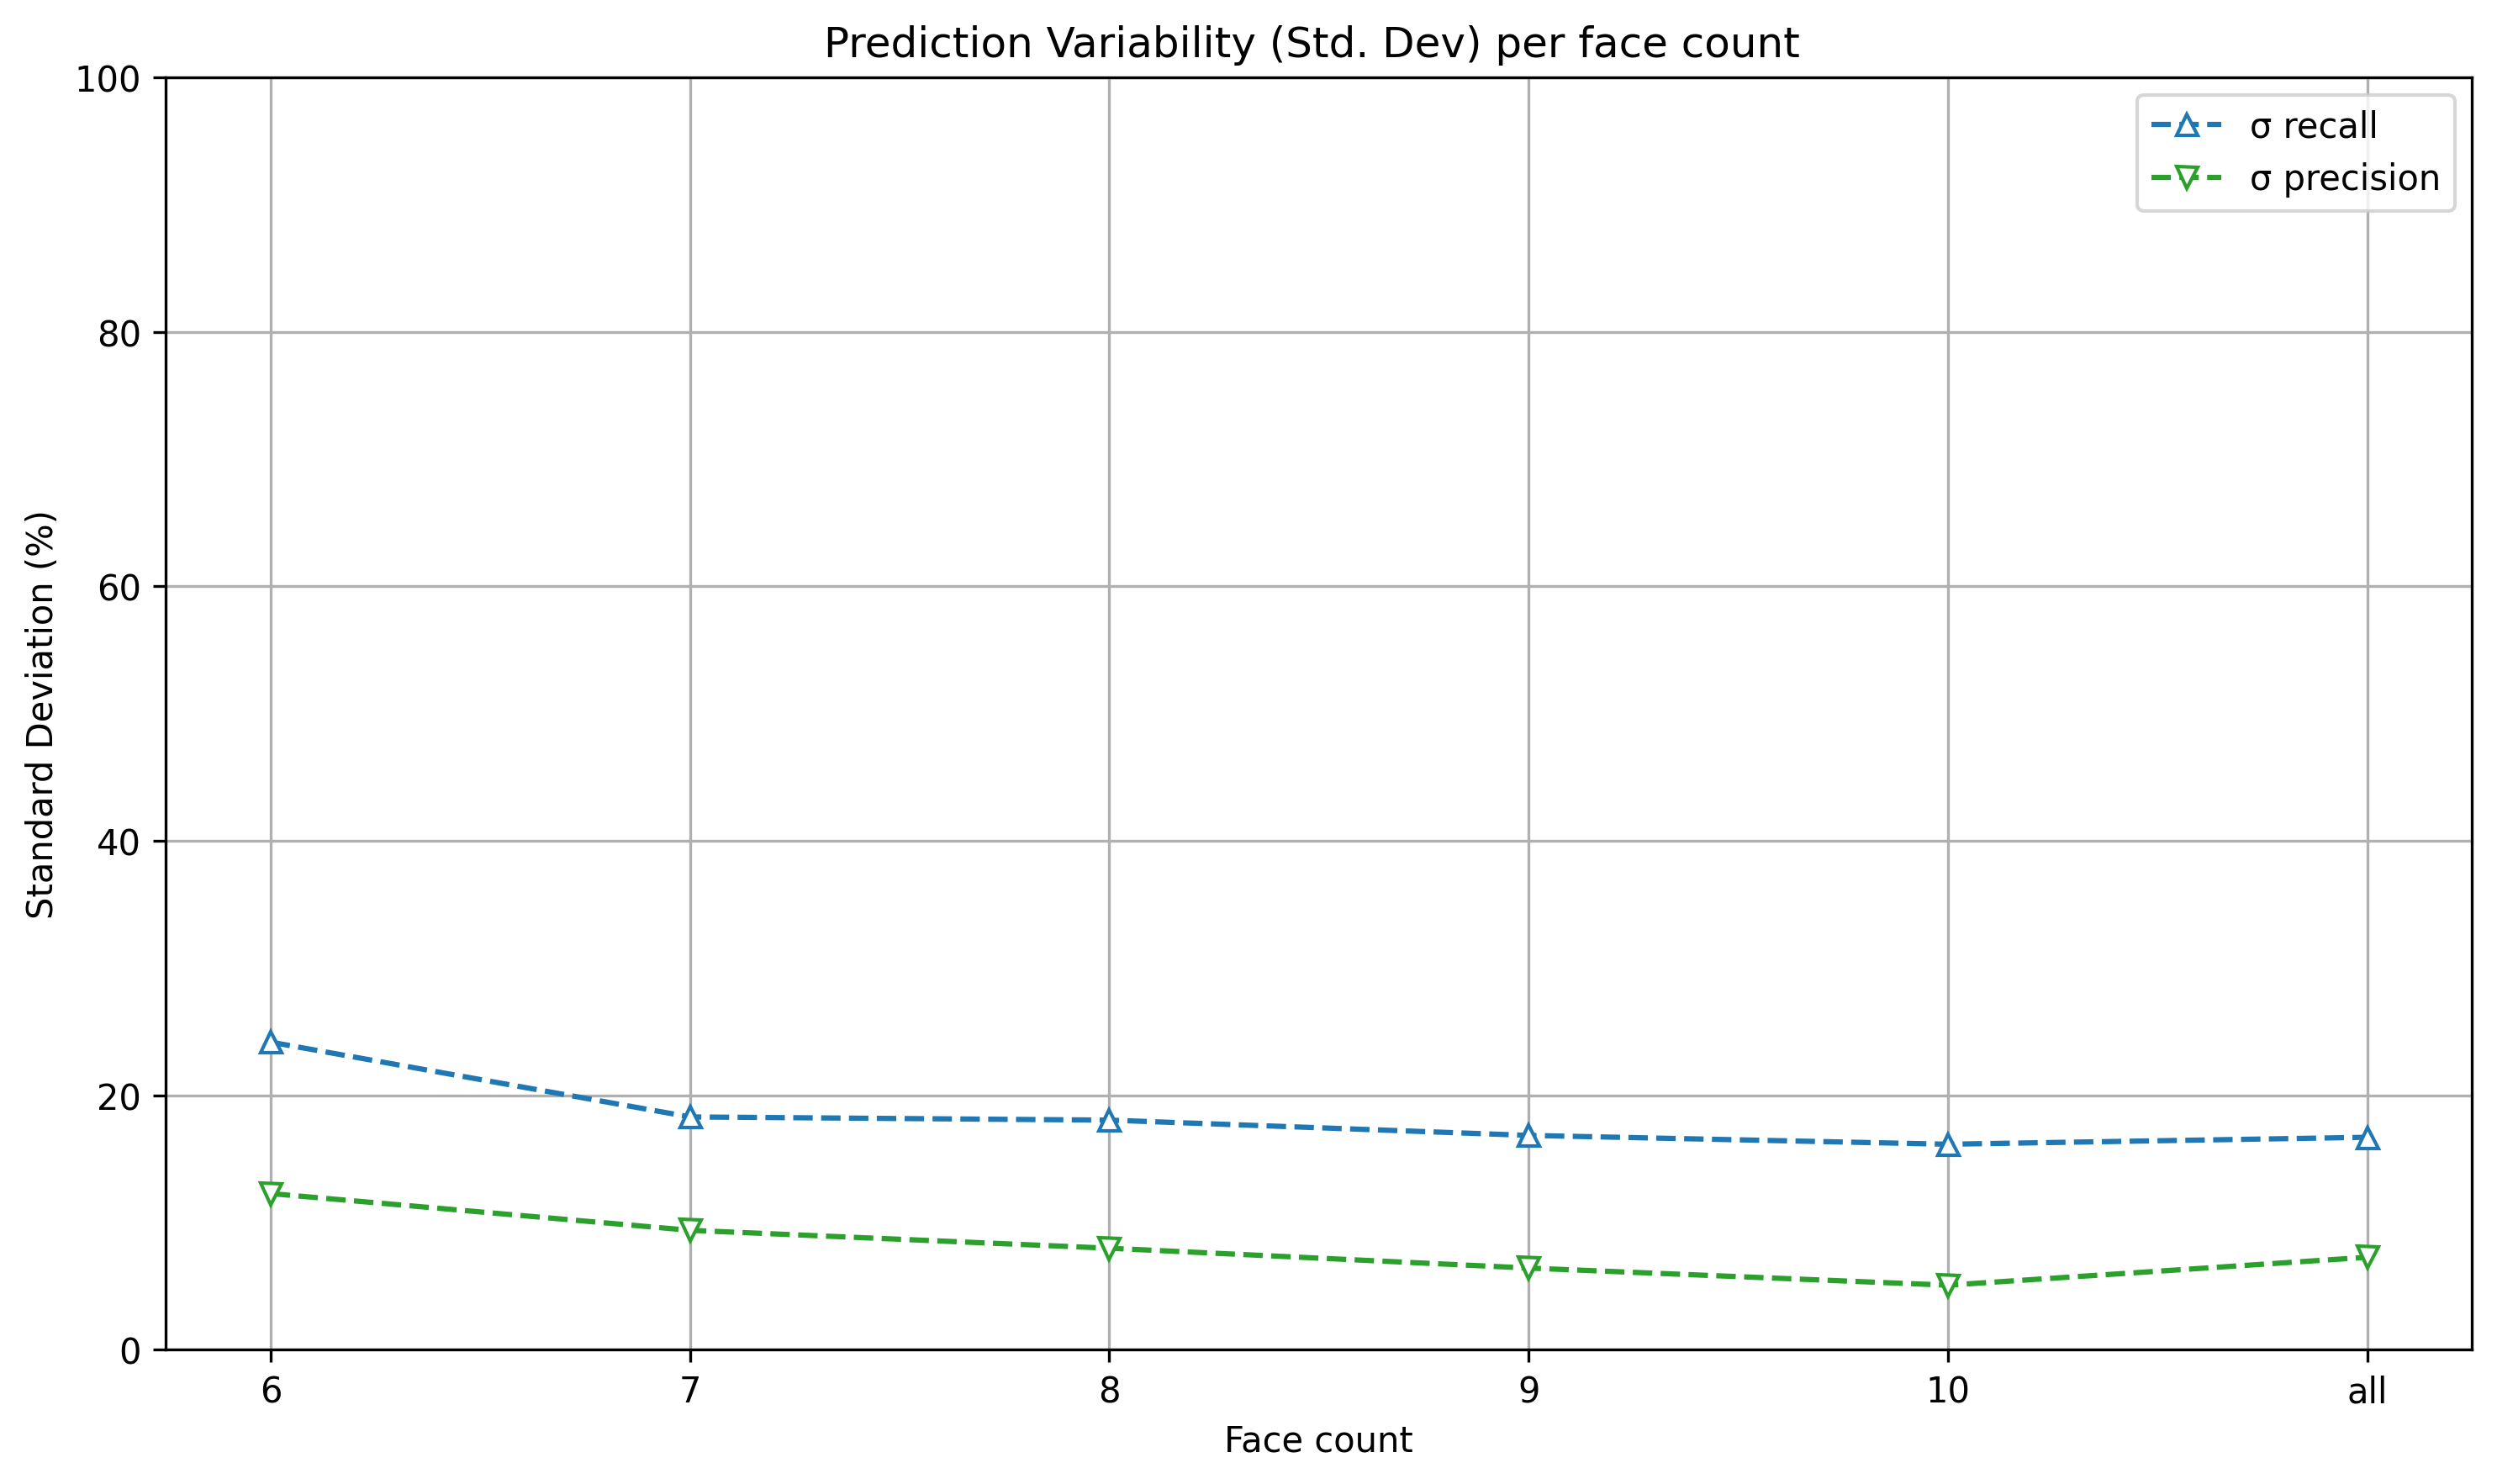 Prediction Variability (Std. Dev) per face count
100
80
60
40
20
0
Standard Deviation (%)
σ recall
σ precision
6 7 8 9 10 all
Face count